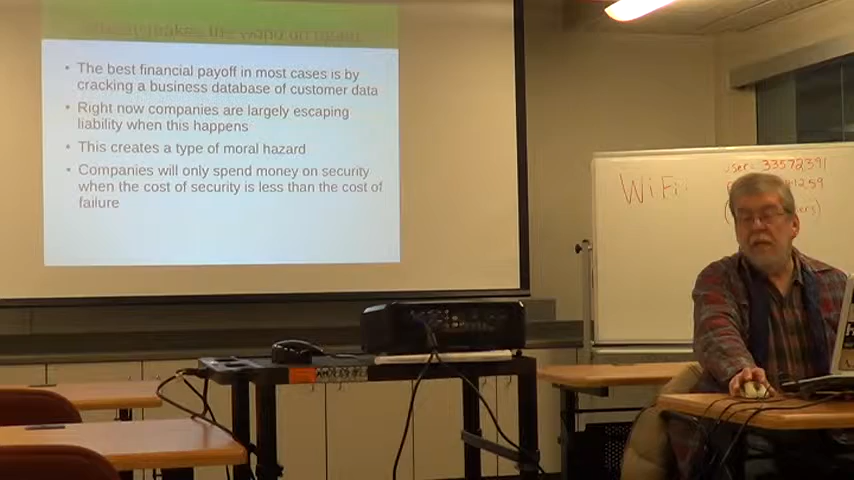 • The best financial payoff in most cases is by
cracking a business database of customer data
• Right now companies are largely escaping
liability when this happens
• This creates a type of moral hazard
• Companies will only spend money on security
when the cost of security is less than the cost of
failure
WiFi:
user: 33572391